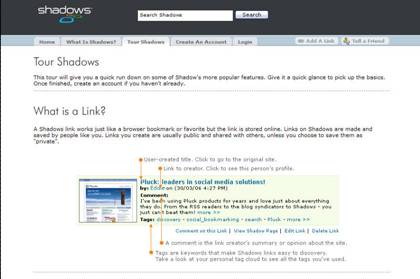 shadows
Search Shadows
Search
Home
What is Shadows?
Tour Shadows
Create An Account
Login
Add A Link
Tell a Friend
Tour Shadows
This tour will give you a quick run down on some of Shadow's more popular features. Give it a quick glance to pick up the basics.
Once finished, create an account if you haven't already.
What is a Link?
A Shadows link works just like a browser bookmark or favorite but the link is stored online. Links on Shadows are made and
saved by people like you. Links you create are usually public and shared with others, unless you choose to save them as
"private".
User-created title. Click to go to the original site.
Link to creator. Click to see this person's profile.
Pluck: leaders in social media solutions!
by: Eddie on (30/03/06 4:27 PM)
Comment:
I've been using Pluck products for years and love just about everything
they do. From the RSS readers to the blog syndicators to Shadows -
you just can't beat them! more >>
Tags: discovery - social_bookmarking - search - Pluck - more >>
Comment on this Link
View Shadow Page
Edit Link
Delete Link
A comment is the link creator's summary or opinion about the site.
Tags are keywords that make Shadows links easy to discovery.
Take a look at your personal tag cloud to see all the tags you've used.